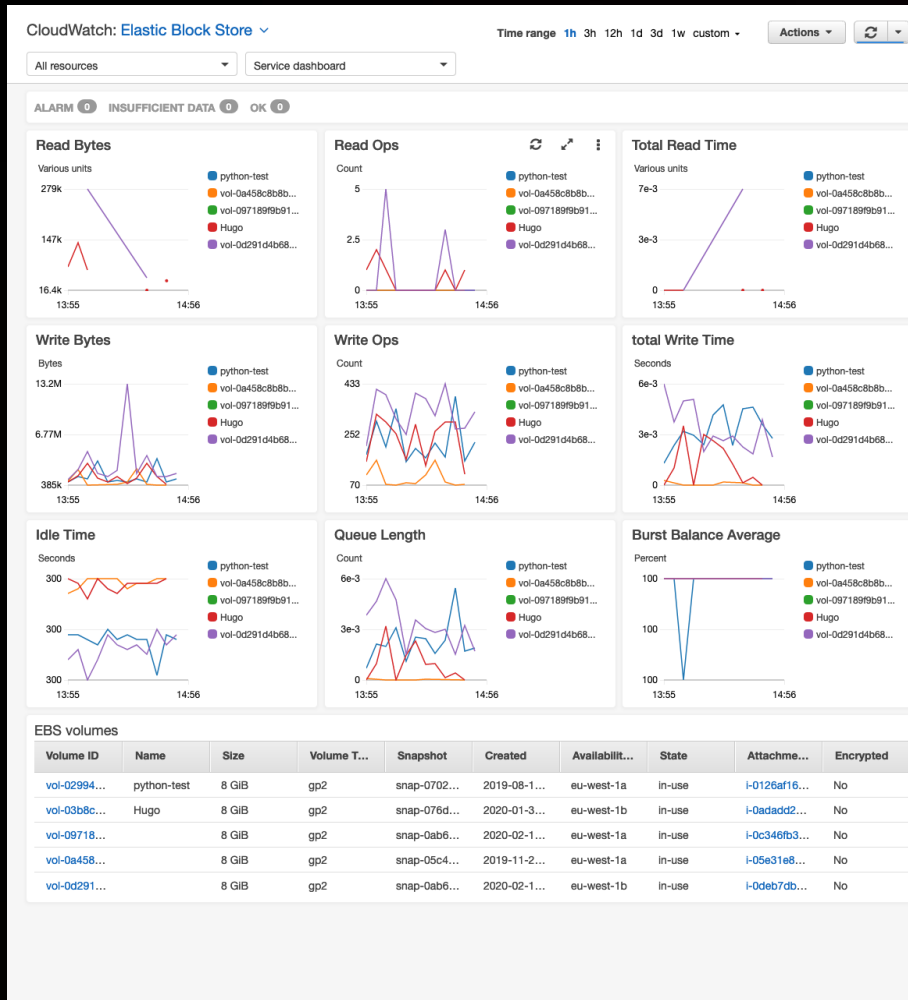 CloudWatch: Elastic Block Store
Time range 1h 3h 12h 1d 3d 1w custom
Actions
All resources
Service dashboard
ALARM 0 INSUFFICIENT DATA 0 OK 0
Read Bytes
Various units
279k
147k
16.4k
13:55 14:56
python-test
vol-0a458c8b8b...
vol-097189f9b91...
Hugo
vol-0d291d4b68...
Read Ops
Count
5
2.5
0
13:55 14:56
python-test
vol-0a458c8b8b...
vol-097189f9b91...
Hugo
vol-0d291d4b68...
Total Read Time
Various units
7e-3
3e-3
0
13:55 14:56
python-test
vol-0a458c8b8b...
vol-097189f9b91...
Hugo
vol-0d291d4b68...
Write Bytes
Bytes
13.2M
6.77M
385k
13:55 14:56
python-test
vol-0a458c8b8b...
vol-097189f9b91...
Hugo
vol-0d291d4b68...
Write Ops
Count
433
252
70
13:55 14:56
python-test
vol-0a458c8b8b...
vol-097189f9b91...
Hugo
vol-0d291d4b68...
total Write Time
Seconds
6e-3
3e-3
0
13:55 14:56
python-test
vol-0a458c8b8b...
vol-097189f9b91...
Hugo
vol-0d291d4b68...
Idle Time
Seconds
300
300
300
13:55 14:56
python-test
vol-0a458c8b8b...
vol-097189f9b91...
Hugo
vol-0d291d4b68...
Queue Length
Count
6e-3
3e-3
0
13:55 14:56
python-test
vol-0a458c8b8b...
vol-097189f9b91...
Hugo
vol-0d291d4b68...
Burst Balance Average
Percent
100
100
100
13:55 14:56
python-test
vol-0a458c8b8b...
vol-097189f9b91...
Hugo
vol-0d291d4b68...
EBS volumes
Volume ID Name Size Volume T... Snapshot Created Availabilit... State Attachme... Encrypted
vol-02994... python-test 8 GiB gp2 snap-0702... 2019-08-1... eu-west-1a in-use i-0126af16... No
vol-03b8c... Hugo 8 GiB gp2 snap-076d... 2020-01-3... eu-west-1b in-use i-0adadd2... No
vol-09718... 8 GiB gp2 snap-0ab6... 2020-02-1... eu-west-1a in-use i-0c346fb3... No
vol-0a458... 8 GiB gp2 snap-05c4... 2019-11-2... eu-west-1a in-use i-05e31e8... No
vol-0d291... 8 GiB gp2 snap-0ab6... 2020-02-1... eu-west-1b in-use i-0deb7db... No